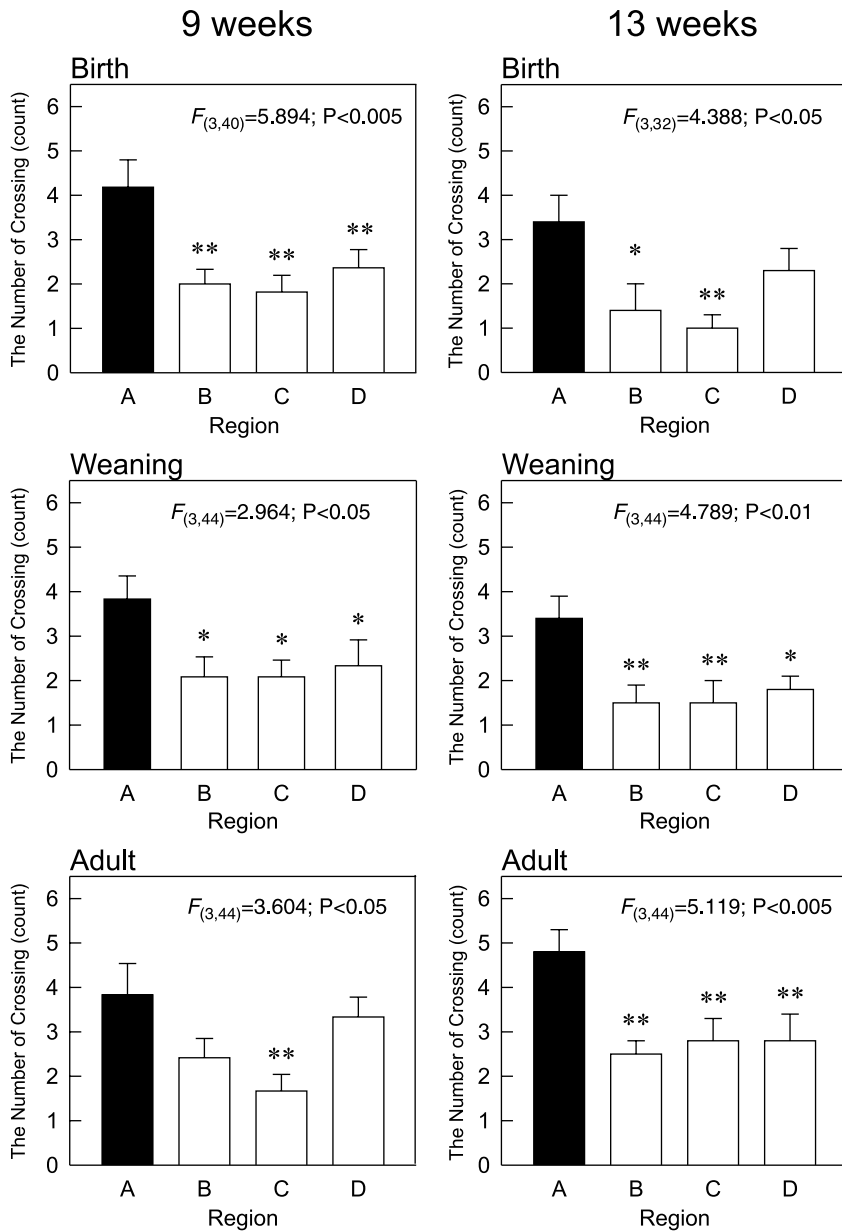 9 weeks
13 weeks
Birth
The Number of Crossing (count)
6
5
4
3
2
1
0
F(3,40)=5.894; P<0.005
** ** **
A B C D
Region
Birth
The Number of Crossing (count)
6
5
4
3
2
1
0
F(3,32)=4.388; P<0.05
* **
A B C D
Region
Weaning
The Number of Crossing (count)
6
5
4
3
2
1
0
F(3,44)=2.964; P<0.05
* * *
A B C D
Region
Weaning
The Number of Crossing (count)
6
5
4
3
2
1
0
F(3,44)=4.789; P<0.01
** ** *
A B C D
Region
Adult
The Number of Crossing (count)
6
5
4
3
2
1
0
F(3,44)=3.604; P<0.05
**
A B C D
Region
Adult
The Number of Crossing (count)
6
5
4
3
2
1
0
F(3,44)=5.119; P<0.005
** ** **
A B C D
Region